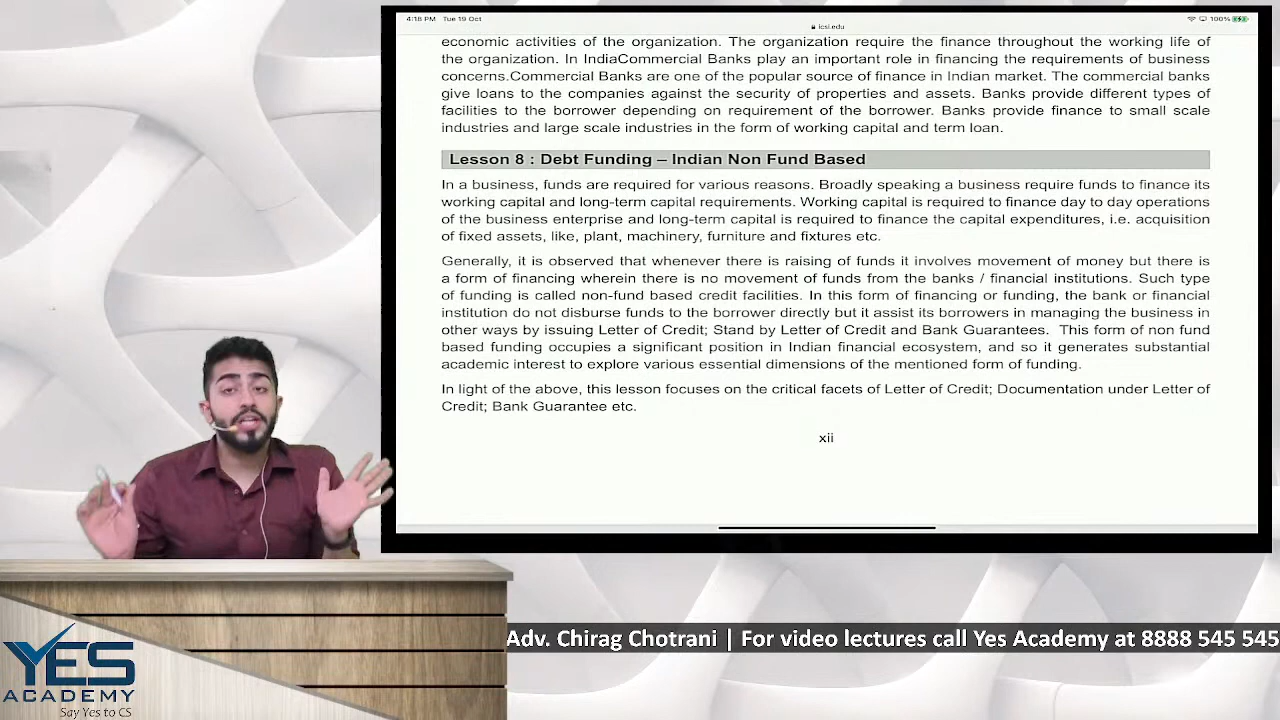 4:18 PM Tue 19 Oct
icsi.edu
100%
economic activities of the organization. The organization require the finance throughout the working life of
the organization. In IndiaCommercial Banks play an important role in financing the requirements of business
concerns.Commercial Banks are one of the popular source of finance in Indian market. The commercial banks
give loans to the companies against the security of properties and assets. Banks provide different types of
facilities to the borrower depending on requirement of the borrower. Banks provide finance to small scale
industries and large scale industries in the form of working capital and term loan.
Lesson 8 : Debt Funding – Indian Non Fund Based
In a business, funds are required for various reasons. Broadly speaking a business require funds to finance its
working capital and long-term capital requirements. Working capital is required to finance day to day operations
of the business enterprise and long-term capital is required to finance the capital expenditures, i.e. acquisition
of fixed assets, like, plant, machinery, furniture and fixtures etc.
Generally, it is observed that whenever there is raising of funds it involves movement of money but there is
a form of financing wherein there is no movement of funds from the banks / financial institutions. Such type
of funding is called non-fund based credit facilities. In this form of financing or funding, the bank or financial
institution do not disburse funds to the borrower directly but it assist its borrowers in managing the business in
other ways by issuing Letter of Credit; Stand by Letter of Credit and Bank Guarantees. This form of non fund
based funding occupies a significant position in Indian financial ecosystem, and so it generates substantial
academic interest to explore various essential dimensions of the mentioned form of funding.
In light of the above, this lesson focuses on the critical facets of Letter of Credit; Documentation under Letter of
Credit; Bank Guarantee etc.
xii
Adv. Chirag Chotrani | For video lectures call Yes Academy at 8888 545 545
YES
ACADEMY
Say Yes to CS